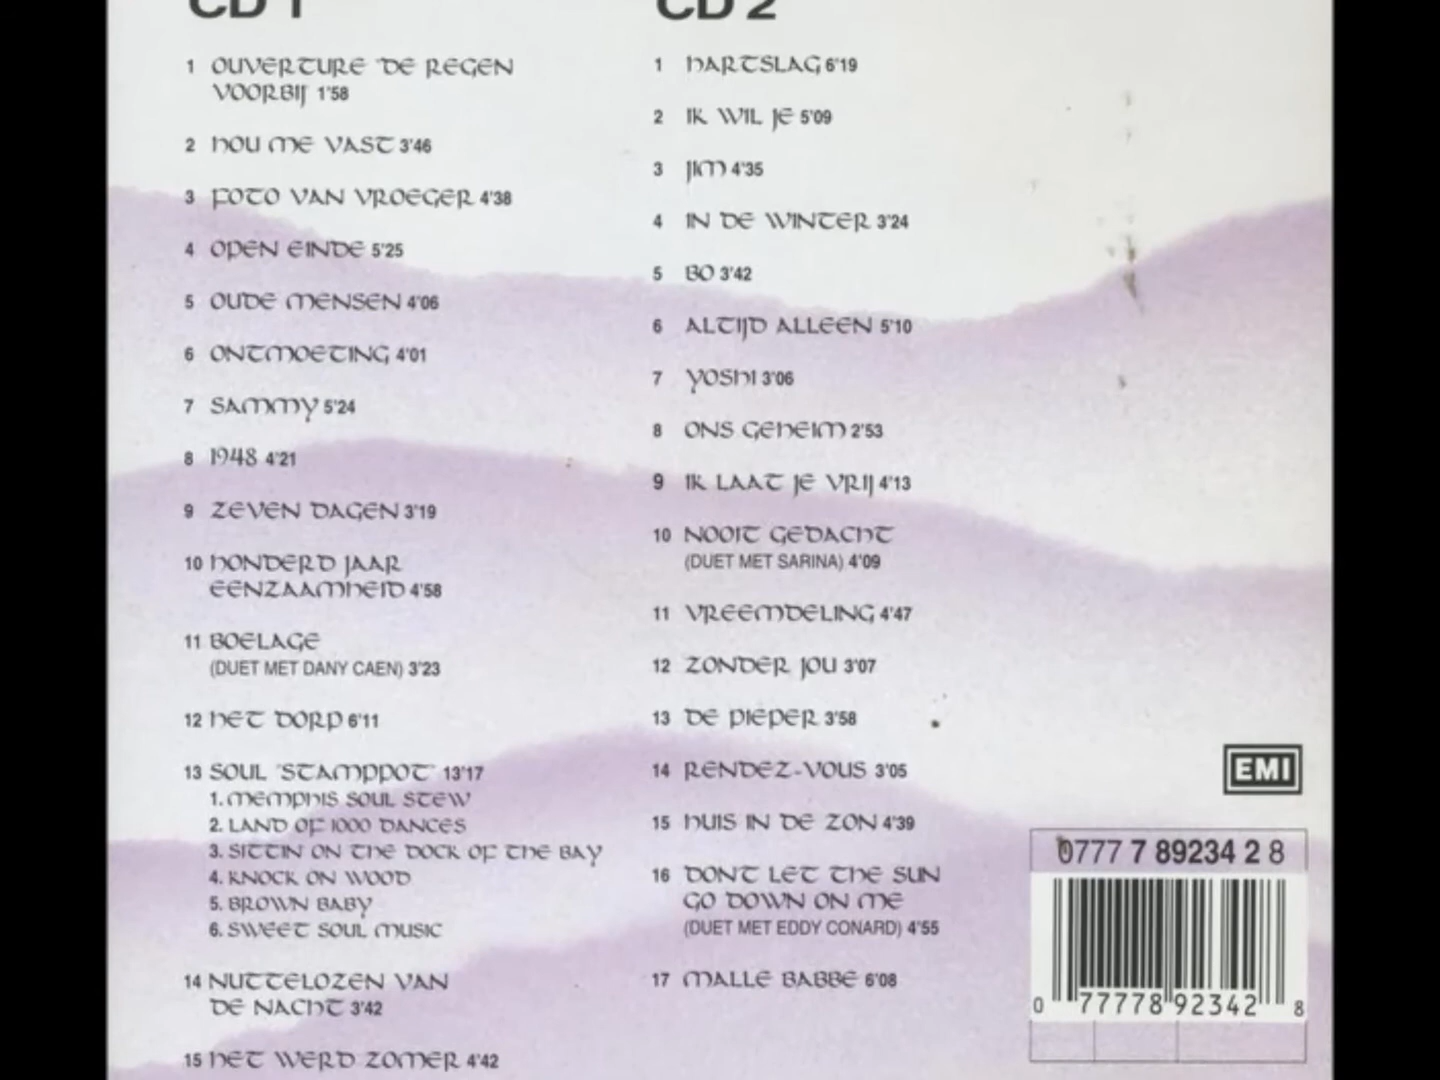 CD 1
1 OUVERTURE 'DE REGEN
VOORBIJ' 1'58
2 HOU ME VAST 3'46
3 FOTO VAN VROEGER 4'38
4 OPEN EINDE 5'25
5 OUDE MENSEN 4'06
6 ONTMOETING 4'01
7 SAMMY 5'24
8 1948 4'21
9 ZEVEN DAGEN 3'19
10 HONDERD JAAR
EENZAAMHEID 4'58
11 BOELAGE
(DUET MET DANY CAEN) 3'23
12 HET DORP 6'11
13 SOUL "STAMPPOT" 13'17
1. MEMPHIS SOUL STEW
2. LAND OF 1000 DANCES
3. SITTIN ON THE DOCK OF THE BAY
4. KNOCK ON WOOD
5. BROWN BABY
6. SWEET SOUL MUSIC
14 NUTTELOZEN VAN
DE NACHT 3'42
15 HET WERD ZOMER 4'42
CD 2
1 HARTSLAG 6'19
2 IK WIL JE 5'09
3 JIM 4'35
4 IN DE WINTER 3'24
5 BO 3'42
6 ALTIJD ALLEEN 5'10
7 YOSHI 3'06
8 ONS GEHEIM 2'53
9 IK LAAT JE VRIJ 4'13
10 NOOIT GEDACHT
(DUET MET SARINA) 4'09
11 VREEMDELING 4'47
12 ZONDER JOU 3'07
13 DE PIEPER 3'58
14 RENDEZ-VOUS 3'05
15 HUIS IN DE ZON 4'39
16 DONT LET THE SUN
GO DOWN ON ME
(DUET MET EDDY CONARD) 4'55
17 MALLE BABBE 6'08
EMI
0777 7 89234 2 8
0 77778 92342 8